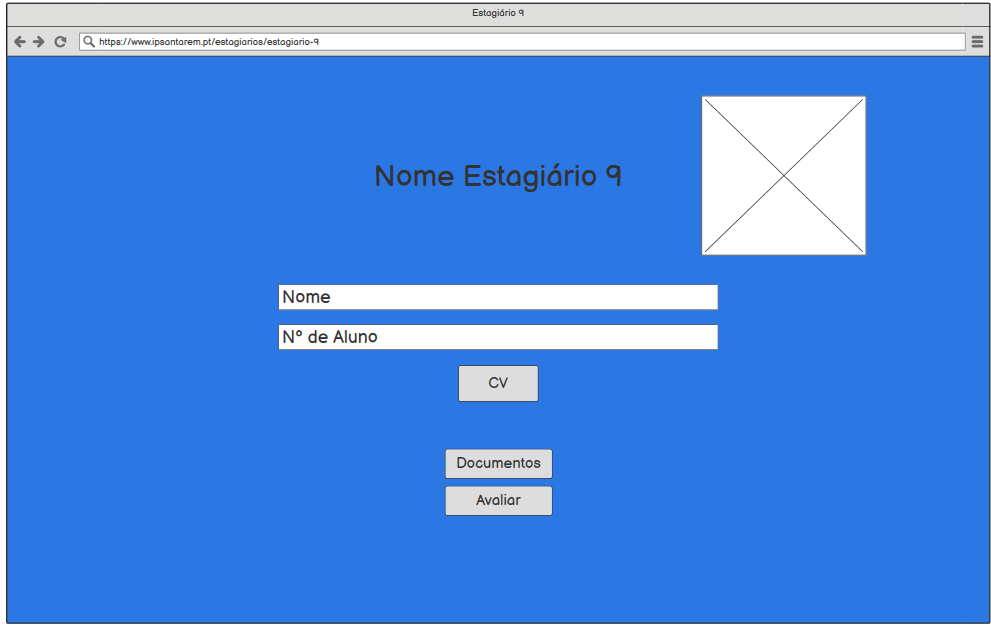 Estagiário 9
https://www.ipsantarem.pt/estagiarios/estagiario-9
Nome Estagiário 9
Nome
Nº de Aluno
CV
Documentos
Avaliar